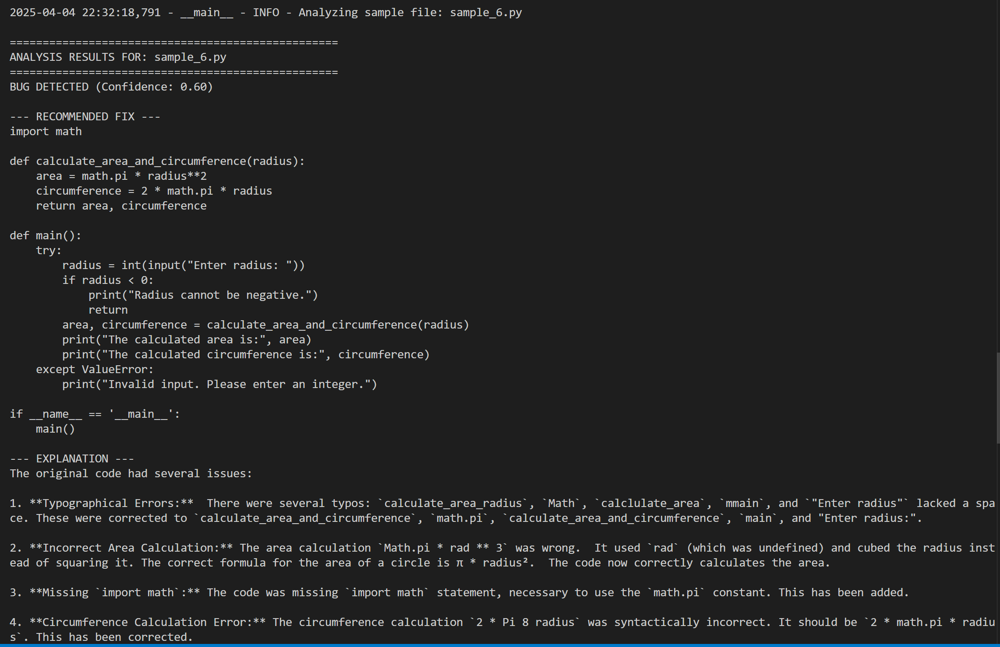 2025-04-04 22:32:18,791 - __main__ - INFO - Analyzing sample file: sample_6.py
==================================================
ANALYSIS RESULTS FOR: sample_6.py
==================================================
BUG DETECTED (Confidence: 0.60)
--- RECOMMENDED FIX ---
import math
def calculate_area_and_circumference(radius):
    area = math.pi * radius**2
    circumference = 2 * math.pi * radius
    return area, circumference
def main():
    try:
        radius = int(input("Enter radius: "))
        if radius < 0:
            print("Radius cannot be negative.")
            return
        area, circumference = calculate_area_and_circumference(radius)
        print("The calculated area is:", area)
        print("The calculated circumference is:", circumference)
    except ValueError:
        print("Invalid input. Please enter an integer.")
if __name__ == '__main__':
    main()
--- EXPLANATION ---
The original code had several issues:
1. **Typographical Errors:**  There were several typos: `calculate_area_radius`, `Math`, `calclulate_area`, `mmain`, and `"Enter radius"` lacked a spa
ce. These were corrected to `calculate_area_and_circumference`, `math.pi`, `calculate_area_and_circumference`, `main`, and "Enter radius:".
2. **Incorrect Area Calculation:** The area calculation `Math.pi * rad ** 3` was wrong.  It used `rad` (which was undefined) and cubed the radius inst
ead of squaring it. The correct formula for the area of a circle is π * radius².  The code now correctly calculates the area.
3. **Missing `import math`:** The code was missing `import math` statement, necessary to use the `math.pi` constant. This has been added.
4. **Circumference Calculation Error:** The circumference calculation `2 * Pi 8 radius` was syntactically incorrect. It should be `2 * math.pi * radiu
s`. This has been corrected.